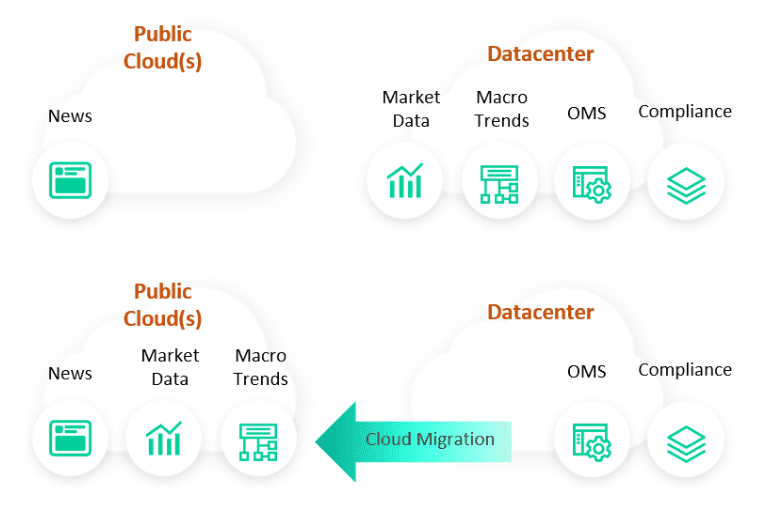 Public
Cloud(s)
Datacenter
News
Market
Data
Macro
Trends
OMS
Compliance
Public
Cloud(s)
Datacenter
News
Market
Data
Macro
Trends
OMS
Compliance
Cloud Migration